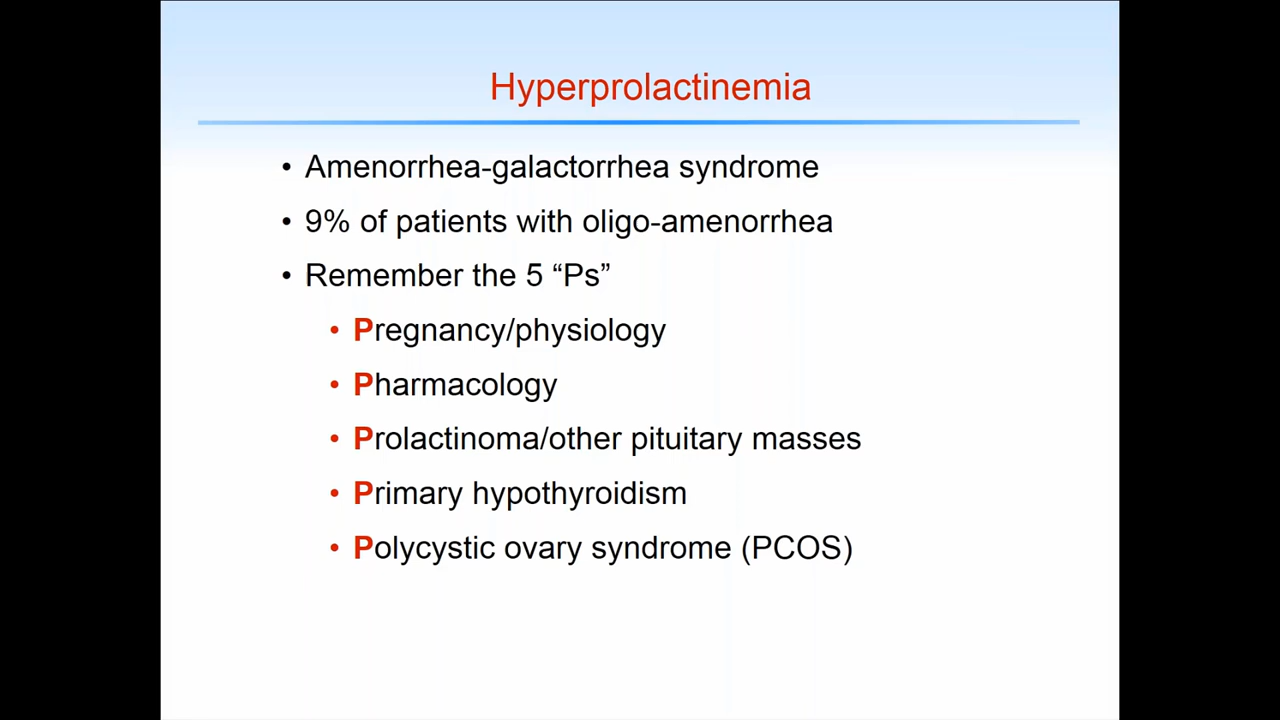 Hyperprolactinemia
• Amenorrhea-galactorrhea syndrome
• 9% of patients with oligo-amenorrhea
• Remember the 5 “Ps”
• Pregnancy/physiology
• Pharmacology
• Prolactinoma/other pituitary masses
• Primary hypothyroidism
• Polycystic ovary syndrome (PCOS)